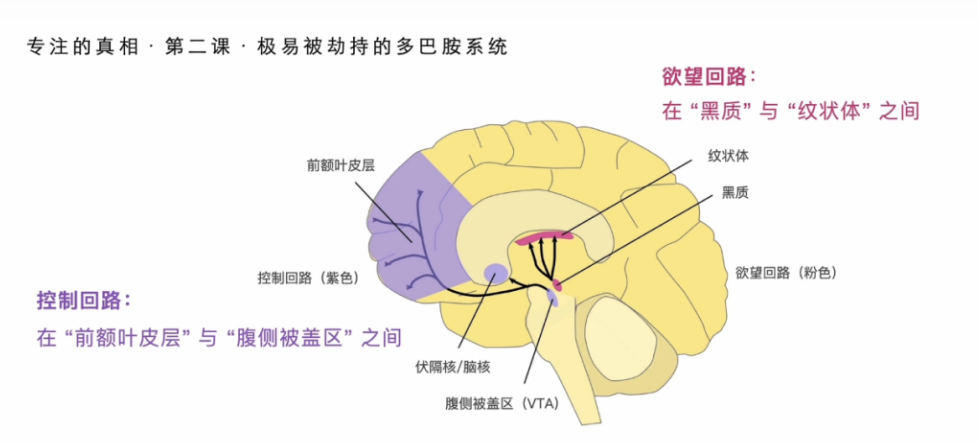 专注的真相 · 第二课 · 极易被劫持的多巴胺系统
欲望回路：
在 “黑质” 与 “纹状体” 之间
前额叶皮层
纹状体
黑质
控制回路（紫色）
欲望回路（粉色）
控制回路：
在 “前额叶皮层” 与 “腹侧被盖区” 之间
伏隔核/脑核
腹侧被盖区（VTA）